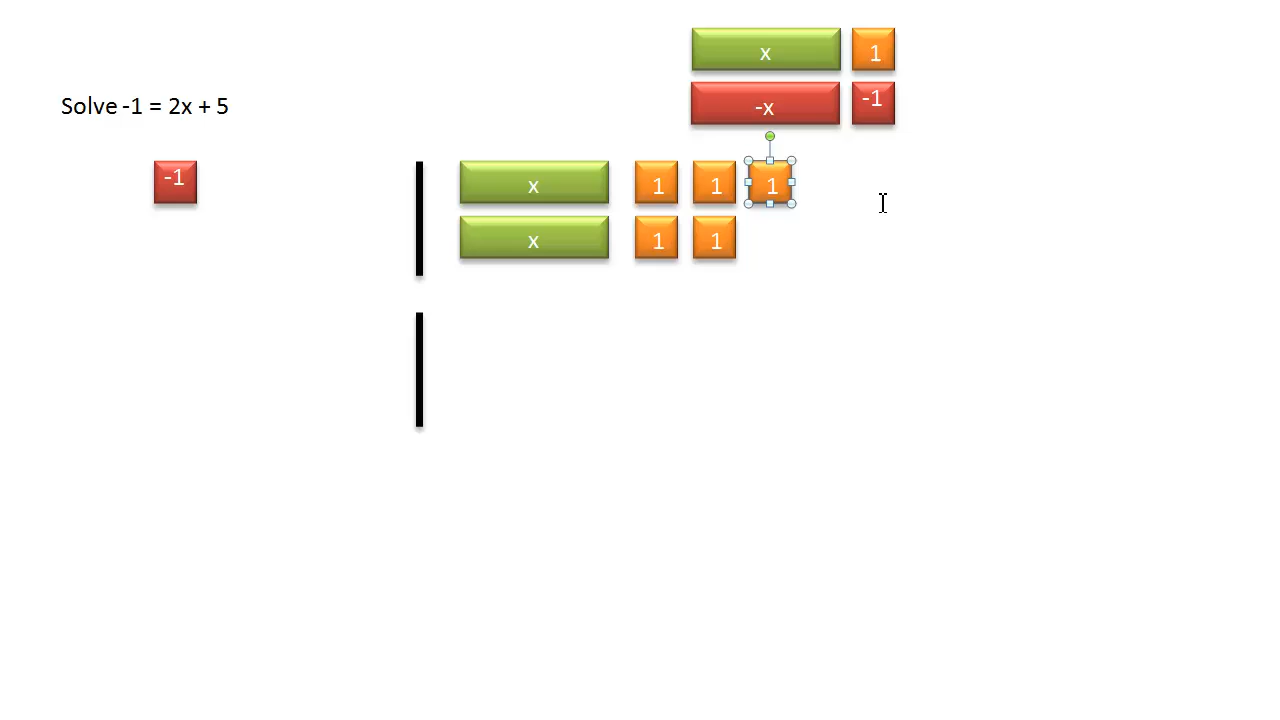 x 1
-x -1
Solve -1 = 2x + 5
-1 x 1 1 1
x 1 1